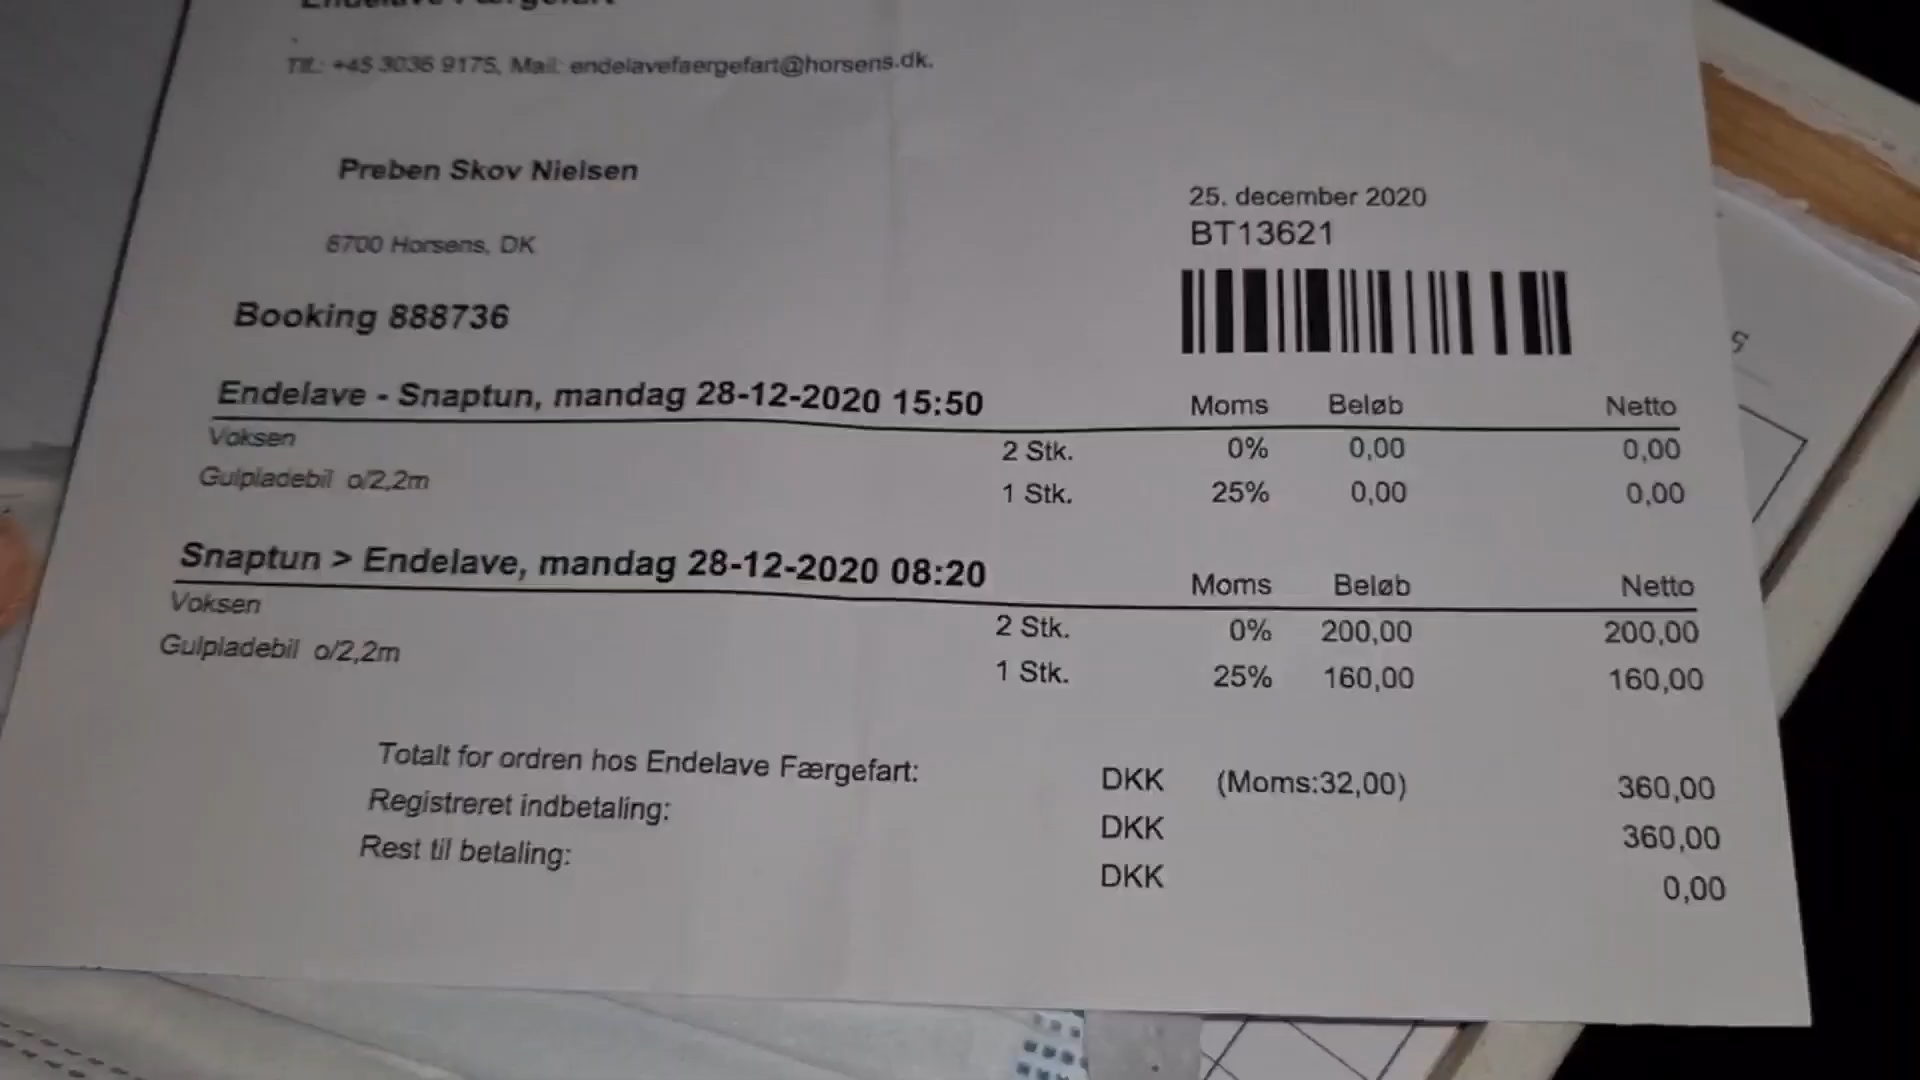 Endelave Færgefart
Tlf.: +45 3036 9175, Mail: endelavefaergefart@horsens.dk.
Preben Skov Nielsen
25. december 2020
8700 Horsens, DK
BT13621
Booking 888736
Endelave - Snaptun, mandag 28-12-2020 15:50 Moms Beløb Netto
Voksen 2 Stk. 0% 0,00 0,00
Gulpladebil o/2,2m 1 Stk. 25% 0,00 0,00
Snaptun > Endelave, mandag 28-12-2020 08:20 Moms Beløb Netto
Voksen 2 Stk. 0% 200,00 200,00
Gulpladebil o/2,2m 1 Stk. 25% 160,00 160,00
Totalt for ordren hos Endelave Færgefart: DKK (Moms:32,00) 360,00
Registreret indbetaling: DKK 360,00
Rest til betaling: DKK 0,00